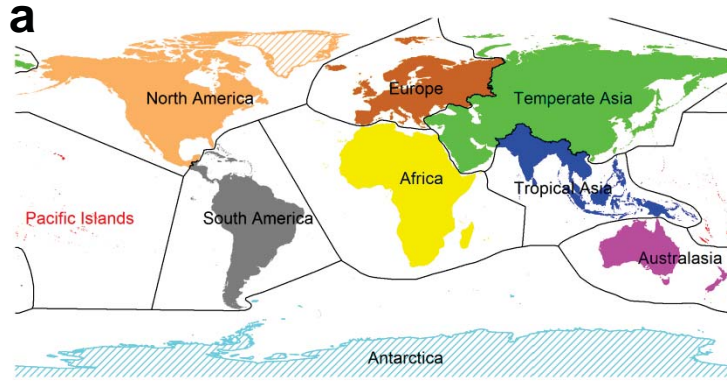 a
North America
Europe
Temperate Asia
Africa
Tropical Asia
Pacific Islands
South America
Australasia
Antarctica